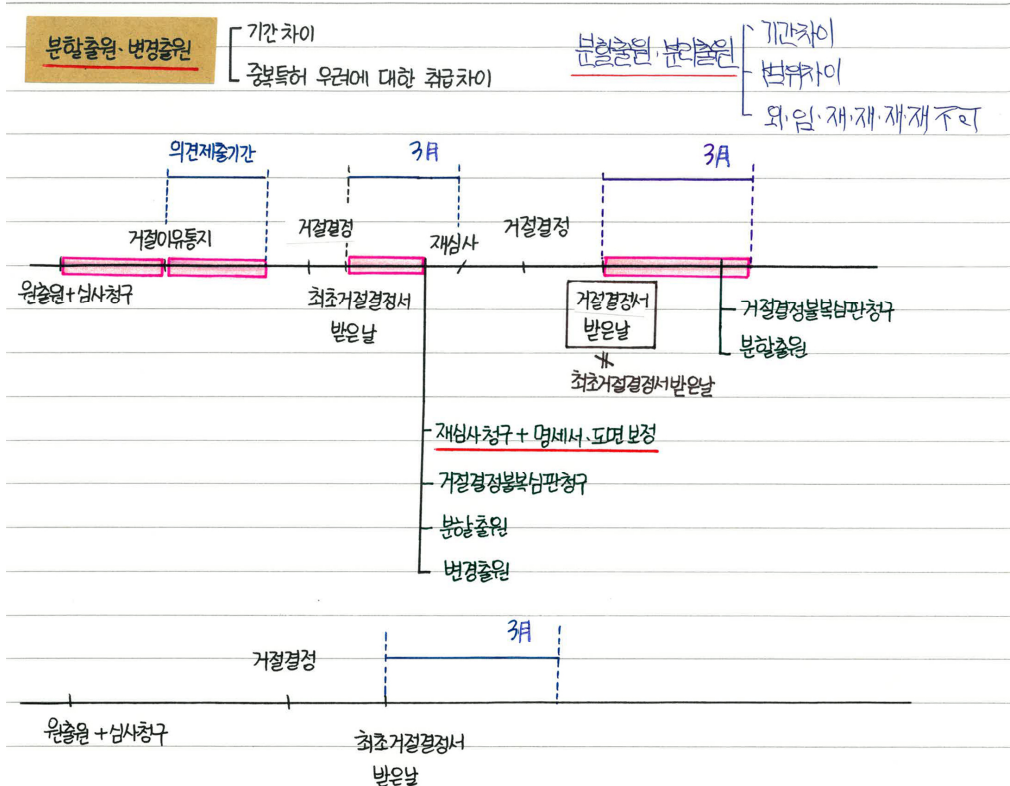 분할출원·변경출원
기간 차이
중복특허 우려에 대한 취급차이
분할출원·분리출원
기간차이
범위차이
외·임·재·재·재·재 不可
의견제출기간
3月
3月
거절이유통지
거절결정
재심사
거절결정
원출원+심사청구
최초거절결정서
받은날
거절결정서
받은날
최초거절결정서받은날
거절결정불복심판청구
분할출원
재심사청구+명세서·도면보정
거절결정불복심판청구
분할출원
변경출원
3月
거절결정
원출원+심사청구
최초거절결정서
받은날